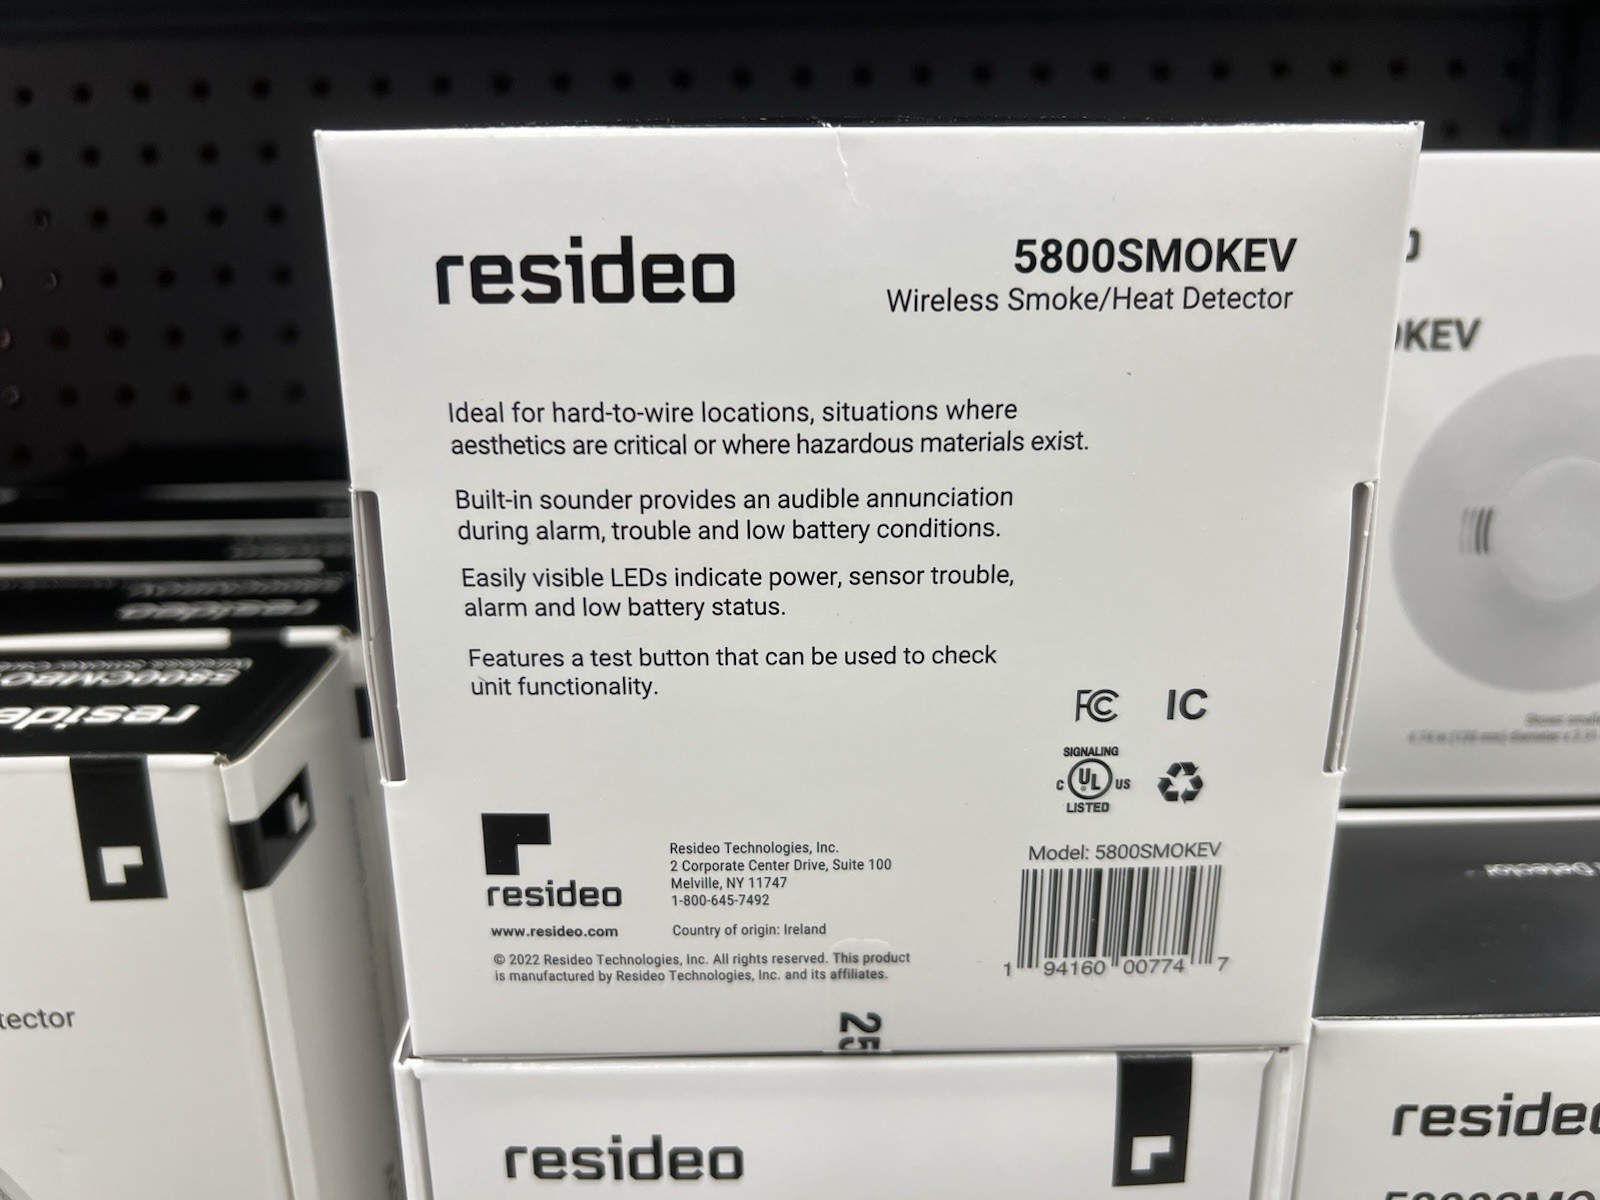 resideo
5800SMOKEV
Wireless Smoke/Heat Detector
Ideal for hard-to-wire locations, situations where
aesthetics are critical or where hazardous materials exist.
Built-in sounder provides an audible annunciation
during alarm, trouble and low battery conditions.
Easily visible LEDs indicate power, sensor trouble,
alarm and low battery status.
Features a test button that can be used to check
unit functionality.
FC IC
SIGNALING
C UL US
LISTED
resideo
www.resideo.com
Resideo Technologies, Inc.
2 Corporate Center Drive, Suite 100
Melville, NY 11747
1-800-645-7492
Country of origin: Ireland
© 2022 Resideo Technologies, Inc. All rights reserved. This product
is manufactured by Resideo Technologies, Inc. and its affiliates.
Model: 5800SMOKEV
1 94160 00774 7
25
OKEV
resideo
resideo
tector
resideo
resideo
Detector